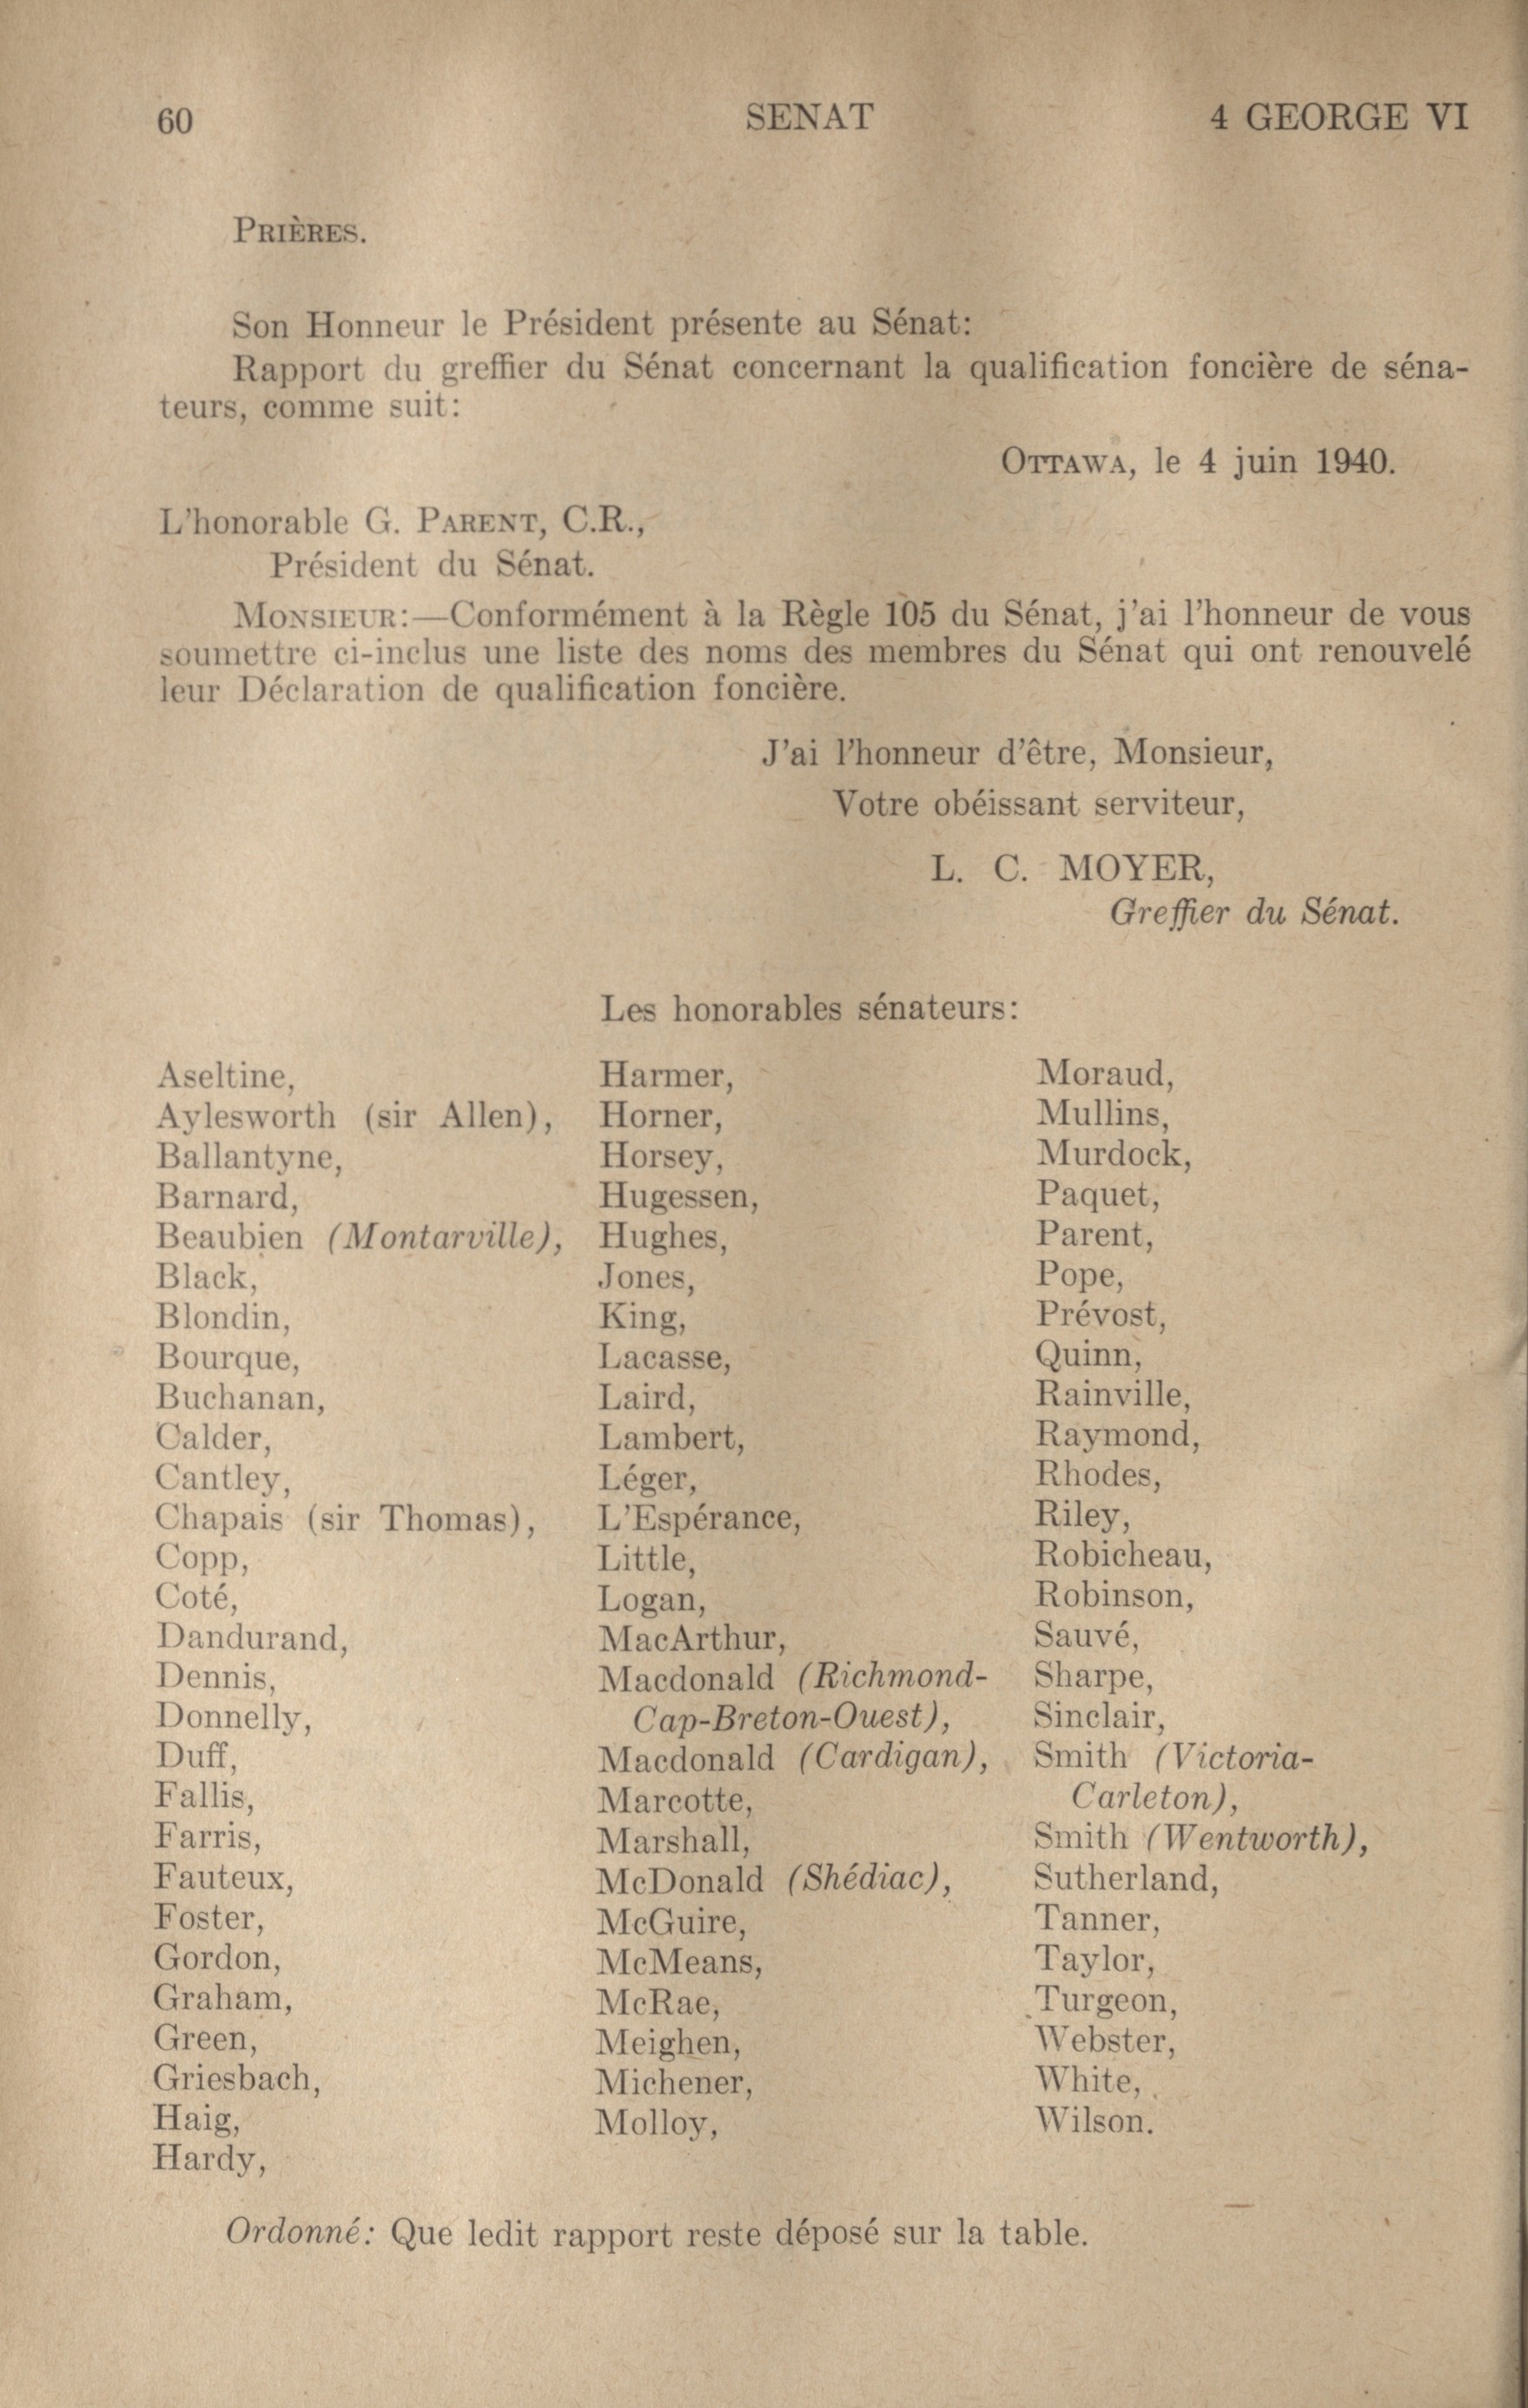 60 SENAT 4 GEORGE VI
PRIÈRES.
Son Honneur le Président présente au Sénat:
Rapport du greffier du Sénat concernant la qualification foncière de séna-
teurs, comme suit:
OTTAWA, le 4 juin 1940.
L'honorable G. PARENT, C.R.,
Président du Sénat.
MONSIEUR:—Conformément à la Règle 105 du Sénat, j'ai l'honneur de vous
soumettre ci-inclus une liste des noms des membres du Sénat qui ont renouvelé
leur Déclaration de qualification foncière.
J'ai l'honneur d'être, Monsieur,
Votre obéissant serviteur,
L. C. MOYER,
Greffier du Sénat.
Les honorables sénateurs:
Aseltine,
Aylesworth (sir Allen),
Ballantyne,
Barnard,
Beaubien (Montarville),
Black,
Blondin,
Bourque,
Buchanan,
Calder,
Cantley,
Chapais (sir Thomas),
Copp,
Coté,
Dandurand,
Dennis,
Donnelly,
Duff,
Fallis,
Farris,
Fauteux,
Foster,
Gordon,
Graham,
Green,
Griesbach,
Haig,
Hardy,
Harmer,
Horner,
Horsey,
Hugessen,
Hughes,
Jones,
King,
Lacasse,
Laird,
Lambert,
Léger,
L'Espérance,
Little,
Logan,
MacArthur,
Macdonald (Richmond-
Cap-Breton-Ouest),
Macdonald (Cardigan),
Marcotte,
Marshall,
McDonald (Shédiac),
McGuire,
McMeans,
McRae,
Meighen,
Michener,
Molloy,
Moraud,
Mullins,
Murdock,
Paquet,
Parent,
Pope,
Prévost,
Quinn,
Rainville,
Raymond,
Rhodes,
Riley,
Robicheau,
Robinson,
Sauvé,
Sharpe,
Sinclair,
Smith (Victoria-
Carleton),
Smith (Wentworth),
Sutherland,
Tanner,
Taylor,
Turgeon,
Webster,
White,
Wilson.
Ordonné: Que ledit rapport reste déposé sur la table.